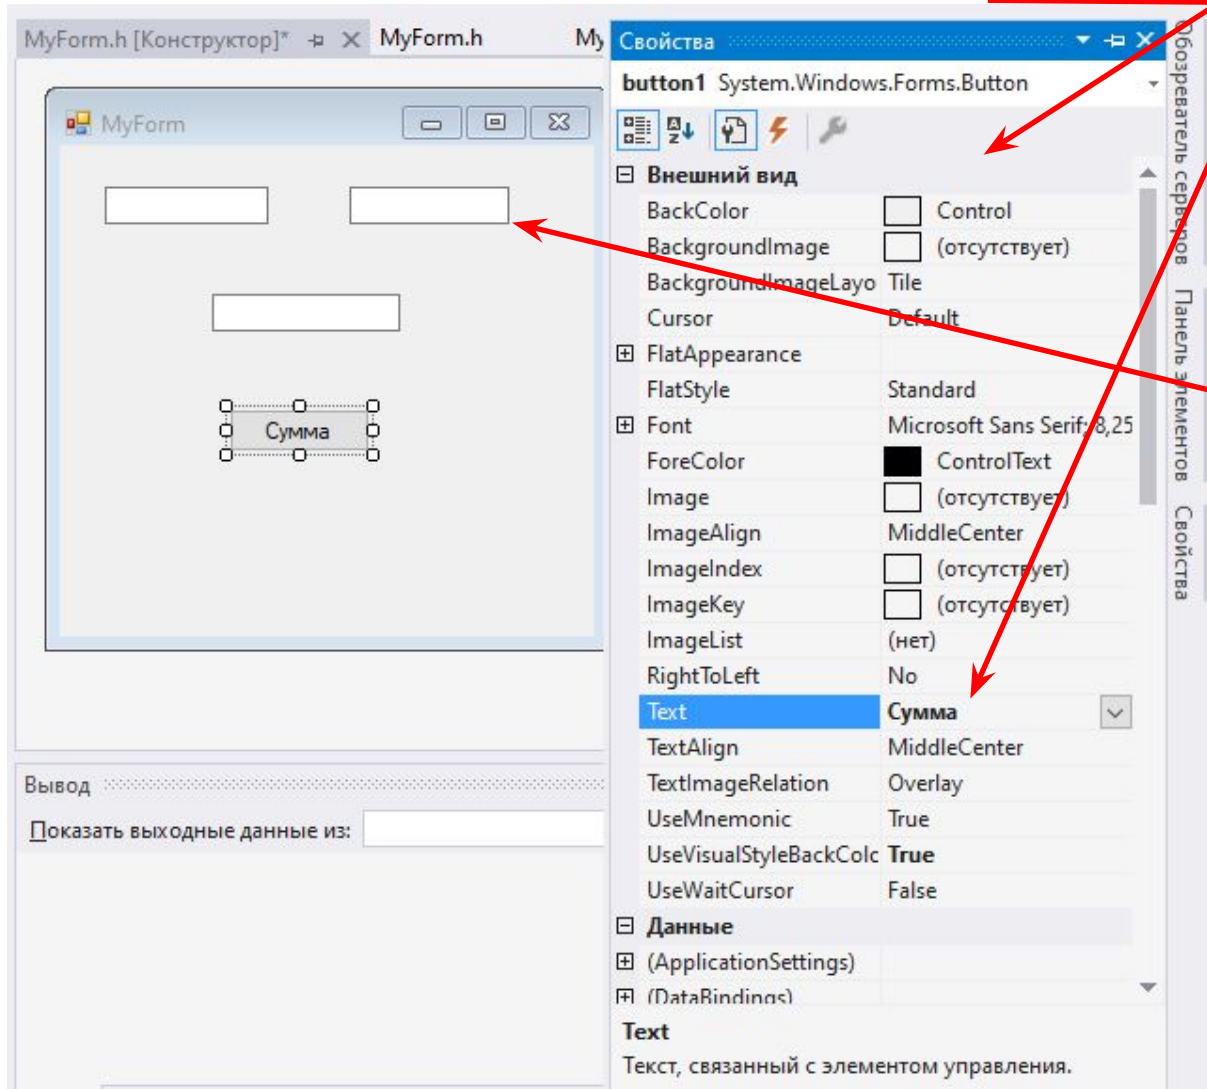 MyForm.h [Конструктор]*
MyForm.h
My
MyForm
Сумма
Вывод
Показать выходные данные из:
Свойства
button1 System.Windows.Forms.Button
Внешний вид
BackColor Control
BackgroundImage (отсутствует)
BackgroundImageLayo Tile
Cursor Default
FlatAppearance
FlatStyle Standard
Font Microsoft Sans Serif; 8,25
ForeColor ControlText
Image (отсутствует)
ImageAlign MiddleCenter
ImageIndex (отсутствует)
ImageKey (отсутствует)
ImageList (нет)
RightToLeft No
Text Сумма
TextAlign MiddleCenter
TextImageRelation Overlay
UseMnemonic True
UseVisualStyleBackColc True
UseWaitCursor False
Данные
(ApplicationSettings)
(DataBindings)
Text
Текст, связанный с элементом управления.
Обозреватель серверов
Панель элементов
Свойства